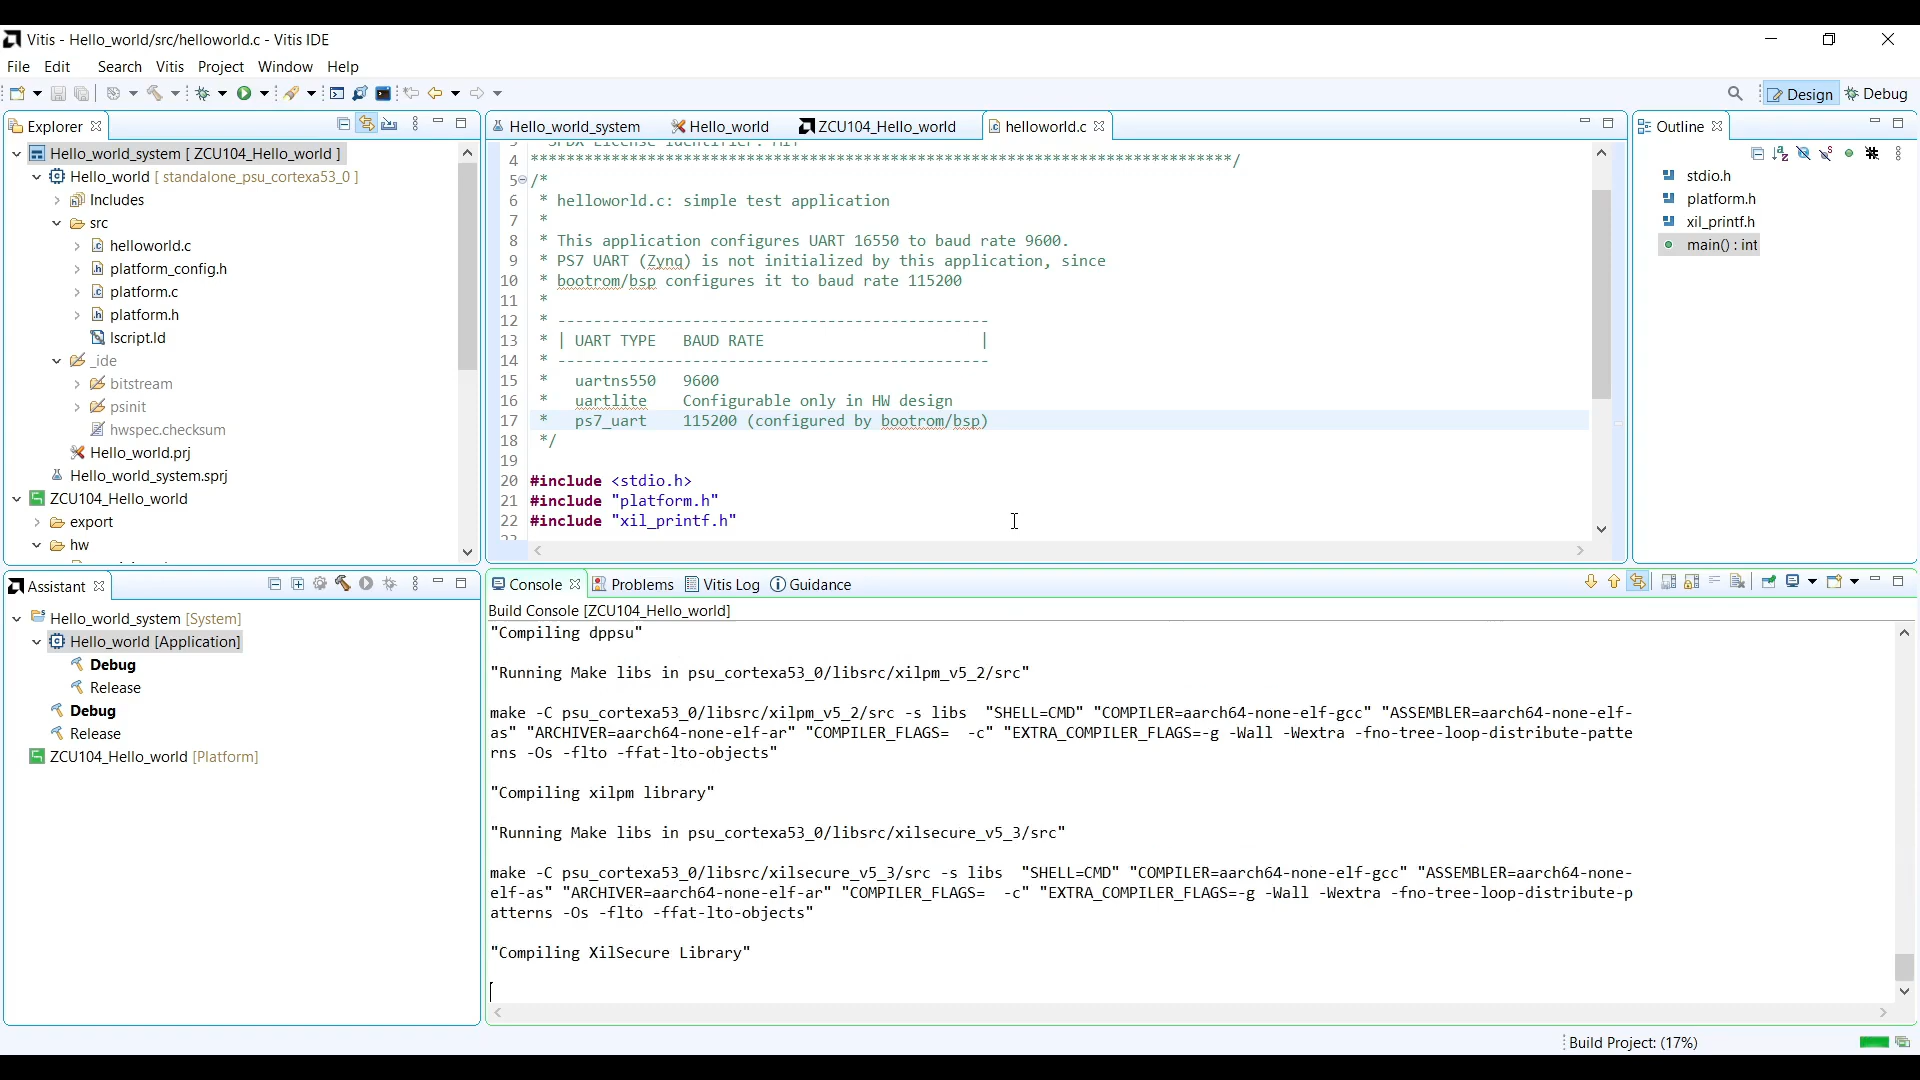 Vitis - Hello_world/src/helloworld.c - Vitis IDE
File Edit Search Vitis Project Window Help
Design Debug
Explorer
Hello_world_system [ ZCU104_Hello_world ]
Hello_world [ standalone_psu_cortexa53_0 ]
Includes
src
helloworld.c
platform_config.h
platform.c
platform.h
lscript.ld
_ide
bitstream
psinit
hwspec.checksum
Hello_world.prj
Hello_world_system.sprj
ZCU104_Hello_world
export
hw
Hello_world_system Hello_world ZCU104_Hello_world helloworld.c
4 ******************************************************************************/
5 /*
6 * helloworld.c: simple test application
7 *
8 * This application configures UART 16550 to baud rate 9600.
9 * PS7 UART (Zynq) is not initialized by this application, since
10 * bootrom/bsp configures it to baud rate 115200
11 *
12 * ------------------------------------------------
13 * | UART TYPE   BAUD RATE                        |
14 * ------------------------------------------------
15 *   uartns550   9600
16 *   uartlite    Configurable only in HW design
17 *   ps7_uart    115200 (configured by bootrom/bsp)
18 */
19
20 #include <stdio.h>
21 #include "platform.h"
22 #include "xil_printf.h"
Outline
stdio.h
platform.h
xil_printf.h
main() : int
Assistant
Hello_world_system [System]
Hello_world [Application]
Debug
Release
Debug
Release
ZCU104_Hello_world [Platform]
Console Problems Vitis Log Guidance
Build Console [ZCU104_Hello_world]
"Compiling dppsu"
"Running Make libs in psu_cortexa53_0/libsrc/xilpm_v5_2/src"
make -C psu_cortexa53_0/libsrc/xilpm_v5_2/src -s libs  "SHELL=CMD" "COMPILER=aarch64-none-elf-gcc" "ASSEMBLER=aarch64-none-elf-
as" "ARCHIVER=aarch64-none-elf-ar" "COMPILER_FLAGS=  -c" "EXTRA_COMPILER_FLAGS=-g -Wall -Wextra -fno-tree-loop-distribute-patte
rns -Os -flto -ffat-lto-objects"
"Compiling xilpm library"
"Running Make libs in psu_cortexa53_0/libsrc/xilsecure_v5_3/src"
make -C psu_cortexa53_0/libsrc/xilsecure_v5_3/src -s libs  "SHELL=CMD" "COMPILER=aarch64-none-elf-gcc" "ASSEMBLER=aarch64-none-
elf-as" "ARCHIVER=aarch64-none-elf-ar" "COMPILER_FLAGS=  -c" "EXTRA_COMPILER_FLAGS=-g -Wall -Wextra -fno-tree-loop-distribute-p
atterns -Os -flto -ffat-lto-objects"
"Compiling XilSecure Library"
Build Project: (17%)